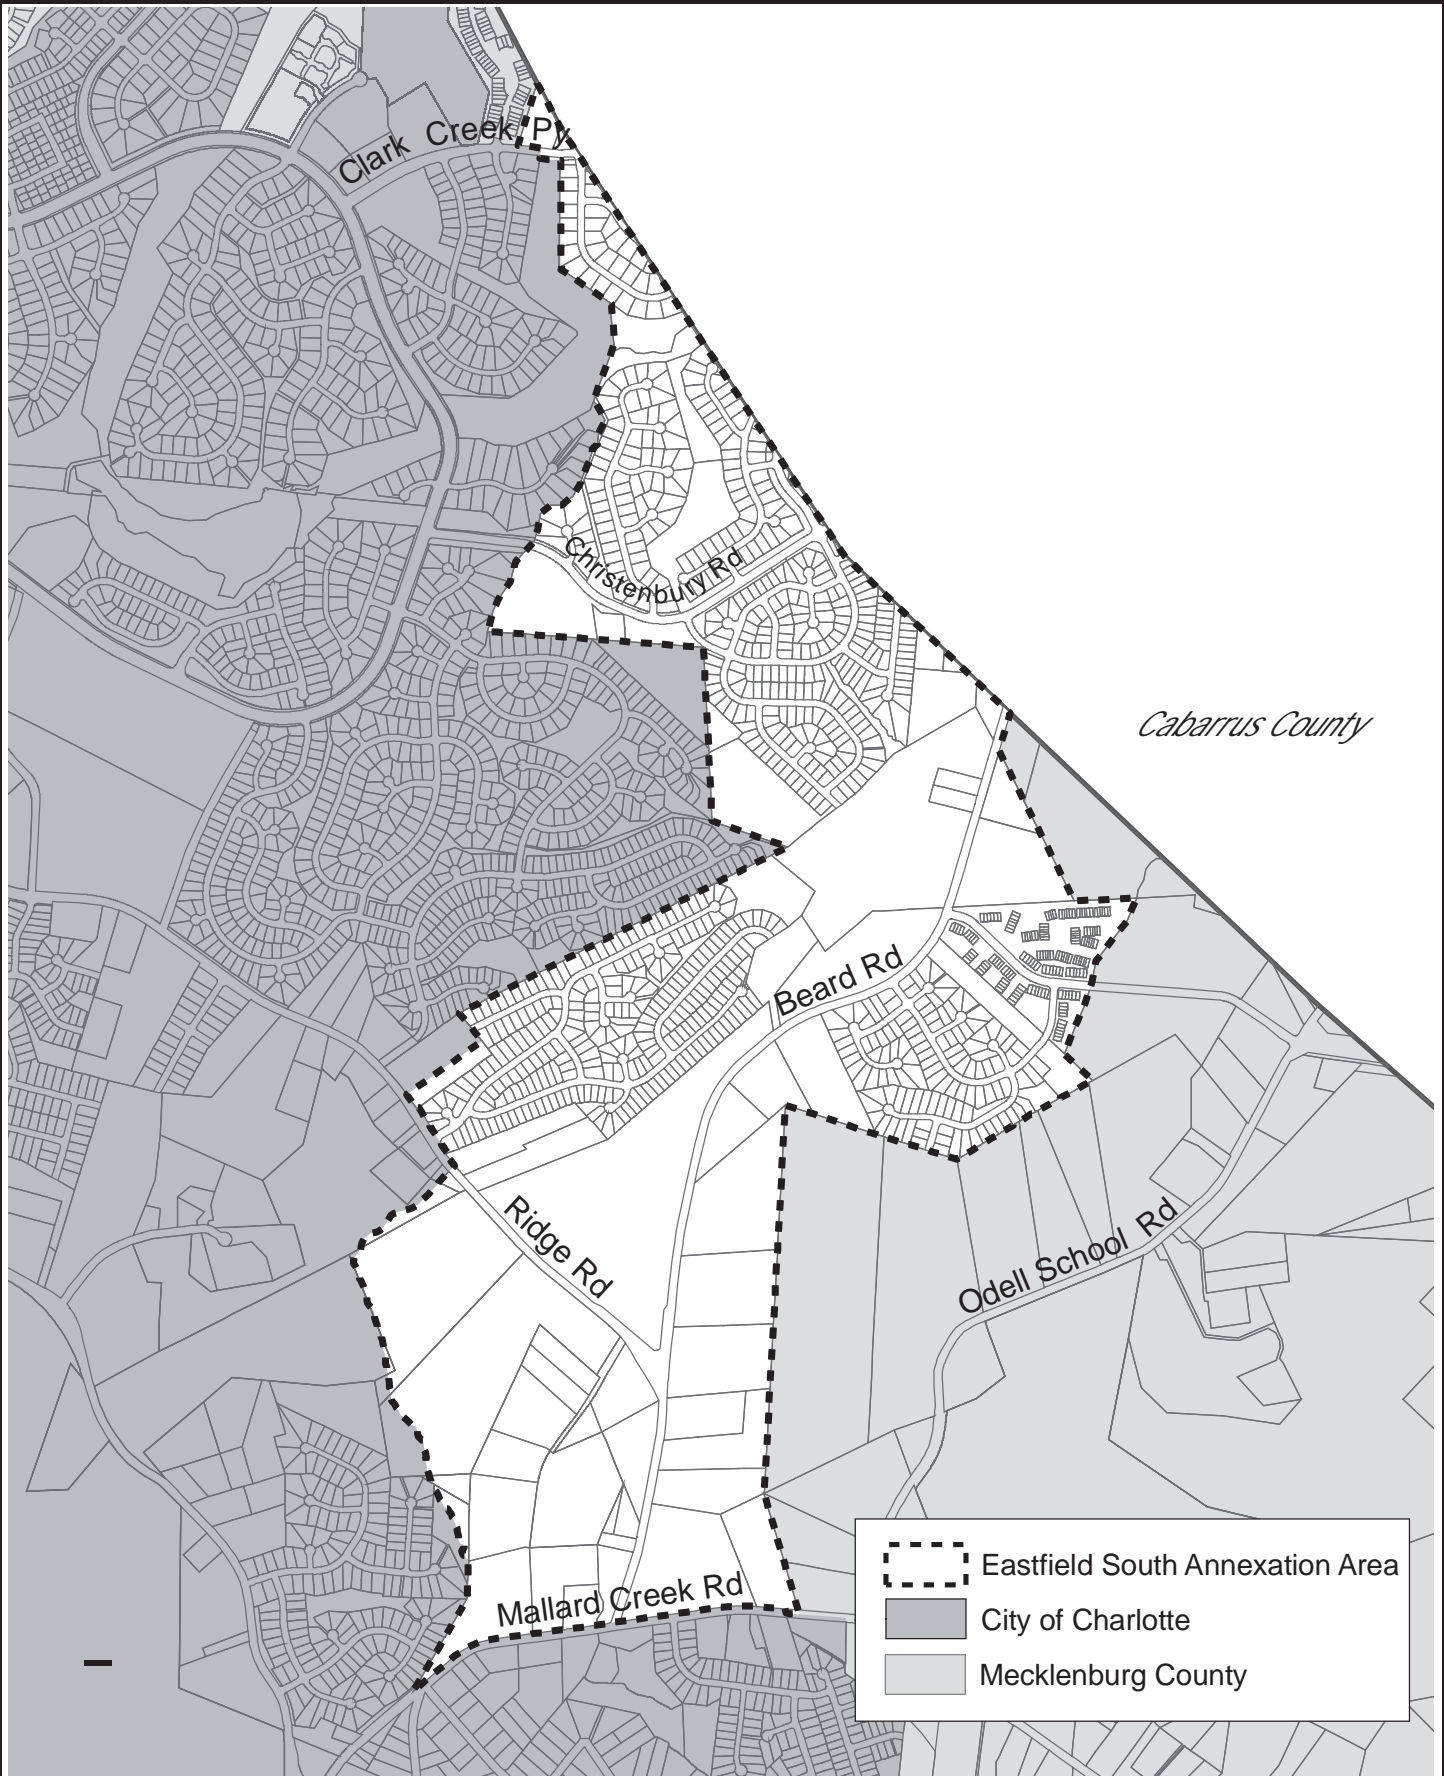 Clark Creek Py
Christenbury Rd
Cabarrus County
Beard Rd
Ridge Rd
Odell School Rd
Mallard Creek Rd
Eastfield South Annexation Area
City of Charlotte
Mecklenburg County